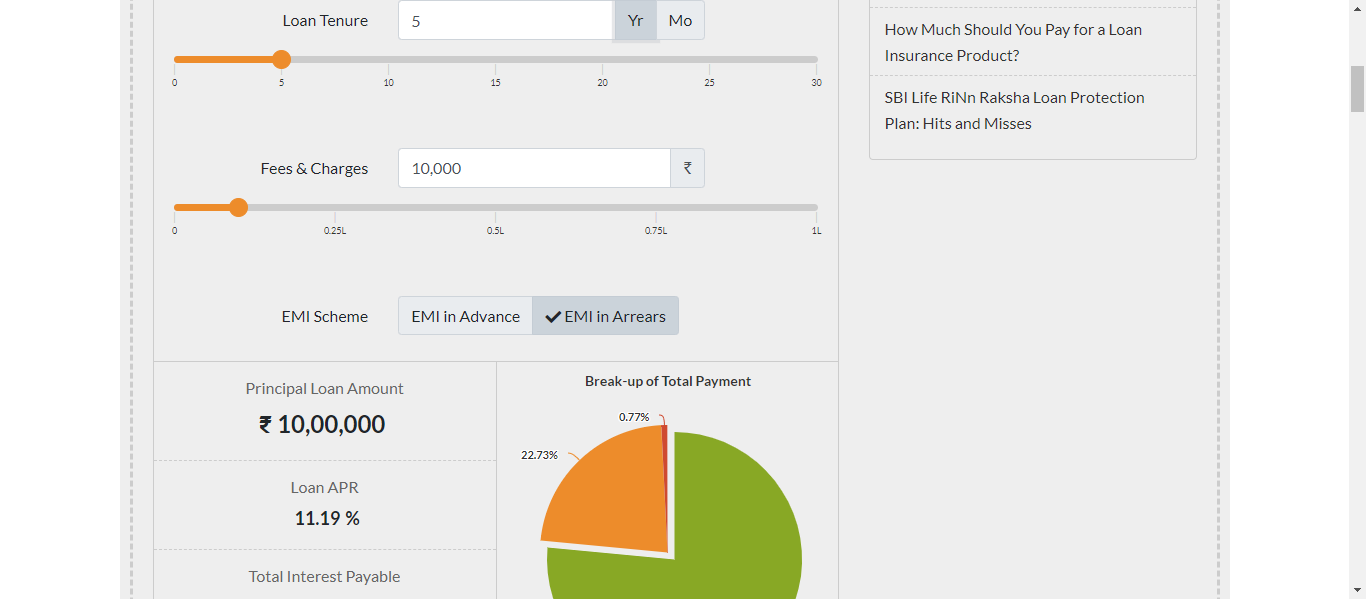 Loan Tenure
5
Yr
Mo
0 5 10 15 20 25 30
Fees & Charges
10,000
₹
0 0.25L 0.5L 0.75L 1L
EMI Scheme
EMI in Advance
EMI in Arrears
Principal Loan Amount
₹ 10,00,000
Loan APR
11.19 %
Total Interest Payable
Break-up of Total Payment
0.77%
22.73%
How Much Should You Pay for a Loan
Insurance Product?
SBI Life RiNn Raksha Loan Protection
Plan: Hits and Misses